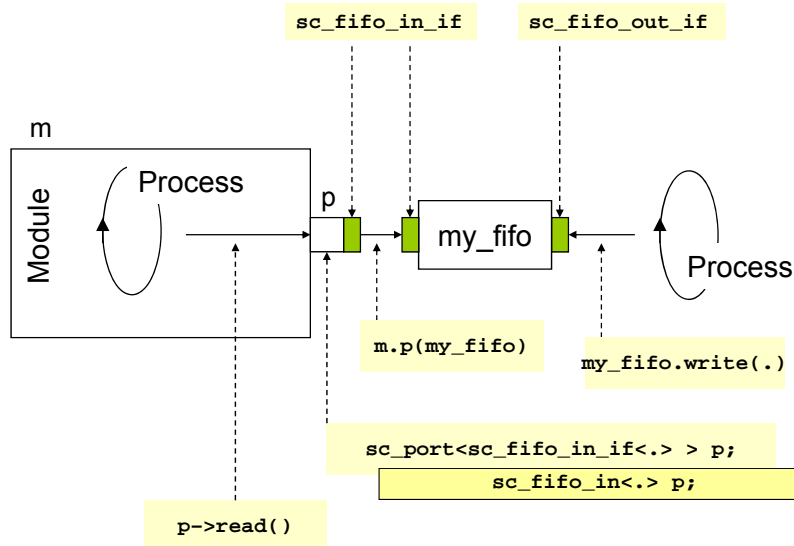 sc_fifo_in_if
sc_fifo_out_if
m
Module
Process
p
my_fifo
Process
m.p(my_fifo)
my_fifo.write(.)
sc_port<sc_fifo_in_if<.> > p;
sc_fifo_in<.> p;
p->read()